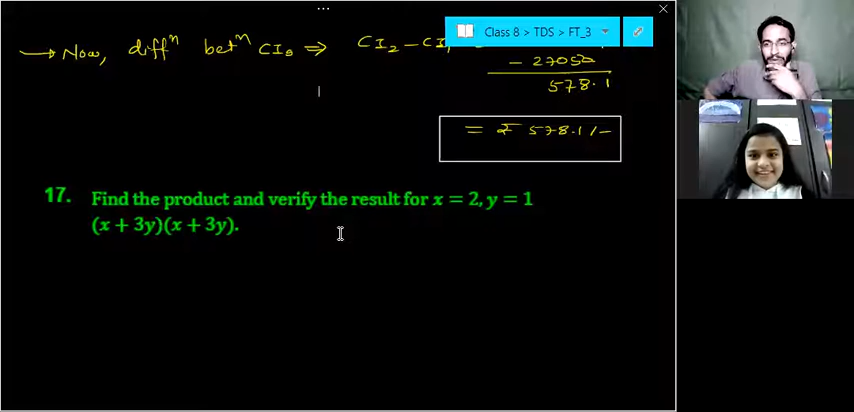 Class 8 > TDS > FT_3
→ Now, diffⁿ betⁿ CIs ⇒ CI₂ – CI₁
– 27050
578.1
= ₹ 578.1/–
17. Find the product and verify the result for x = 2, y = 1
(x + 3y)(x + 3y).